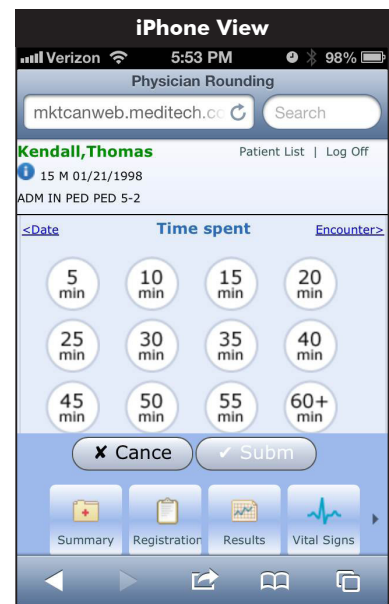 iPhone View
Verizon 5:53 PM 98%
Physician Rounding
mktcanweb.meditech.cc Search
Kendall,Thomas Patient List | Log Off
i 15 M 01/21/1998
ADM IN PED PED 5-2
<Date Time spent Encounter>
5 min 10 min 15 min 20 min
25 min 30 min 35 min 40 min
45 min 50 min 55 min 60+ min
✘ Cance ✓ Subm
Summary Registration Results Vital Signs